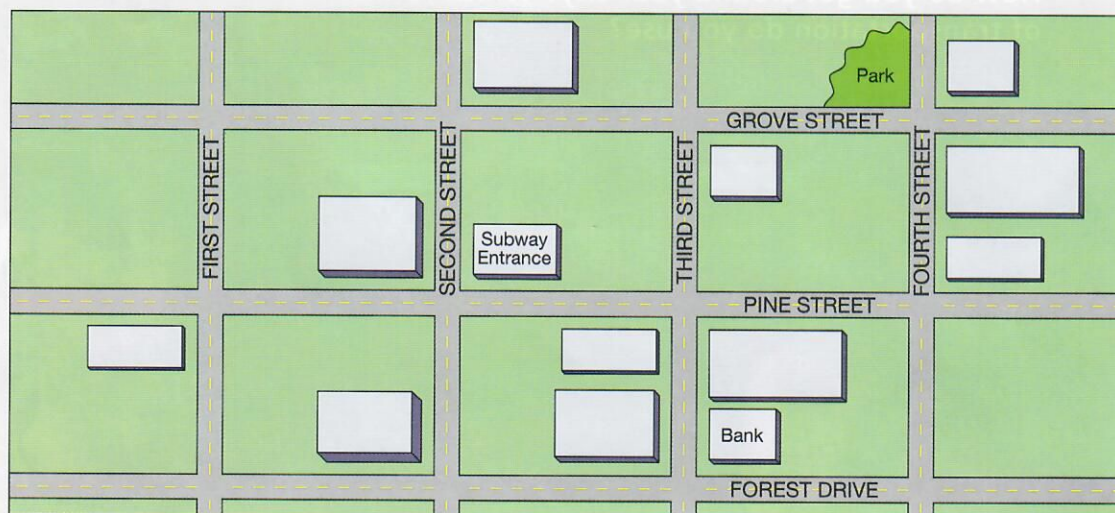 Park
GROVE STREET
FIRST STREET
SECOND STREET
THIRD STREET
FOURTH STREET
Subway
Entrance
PINE STREET
Bank
FOREST DRIVE